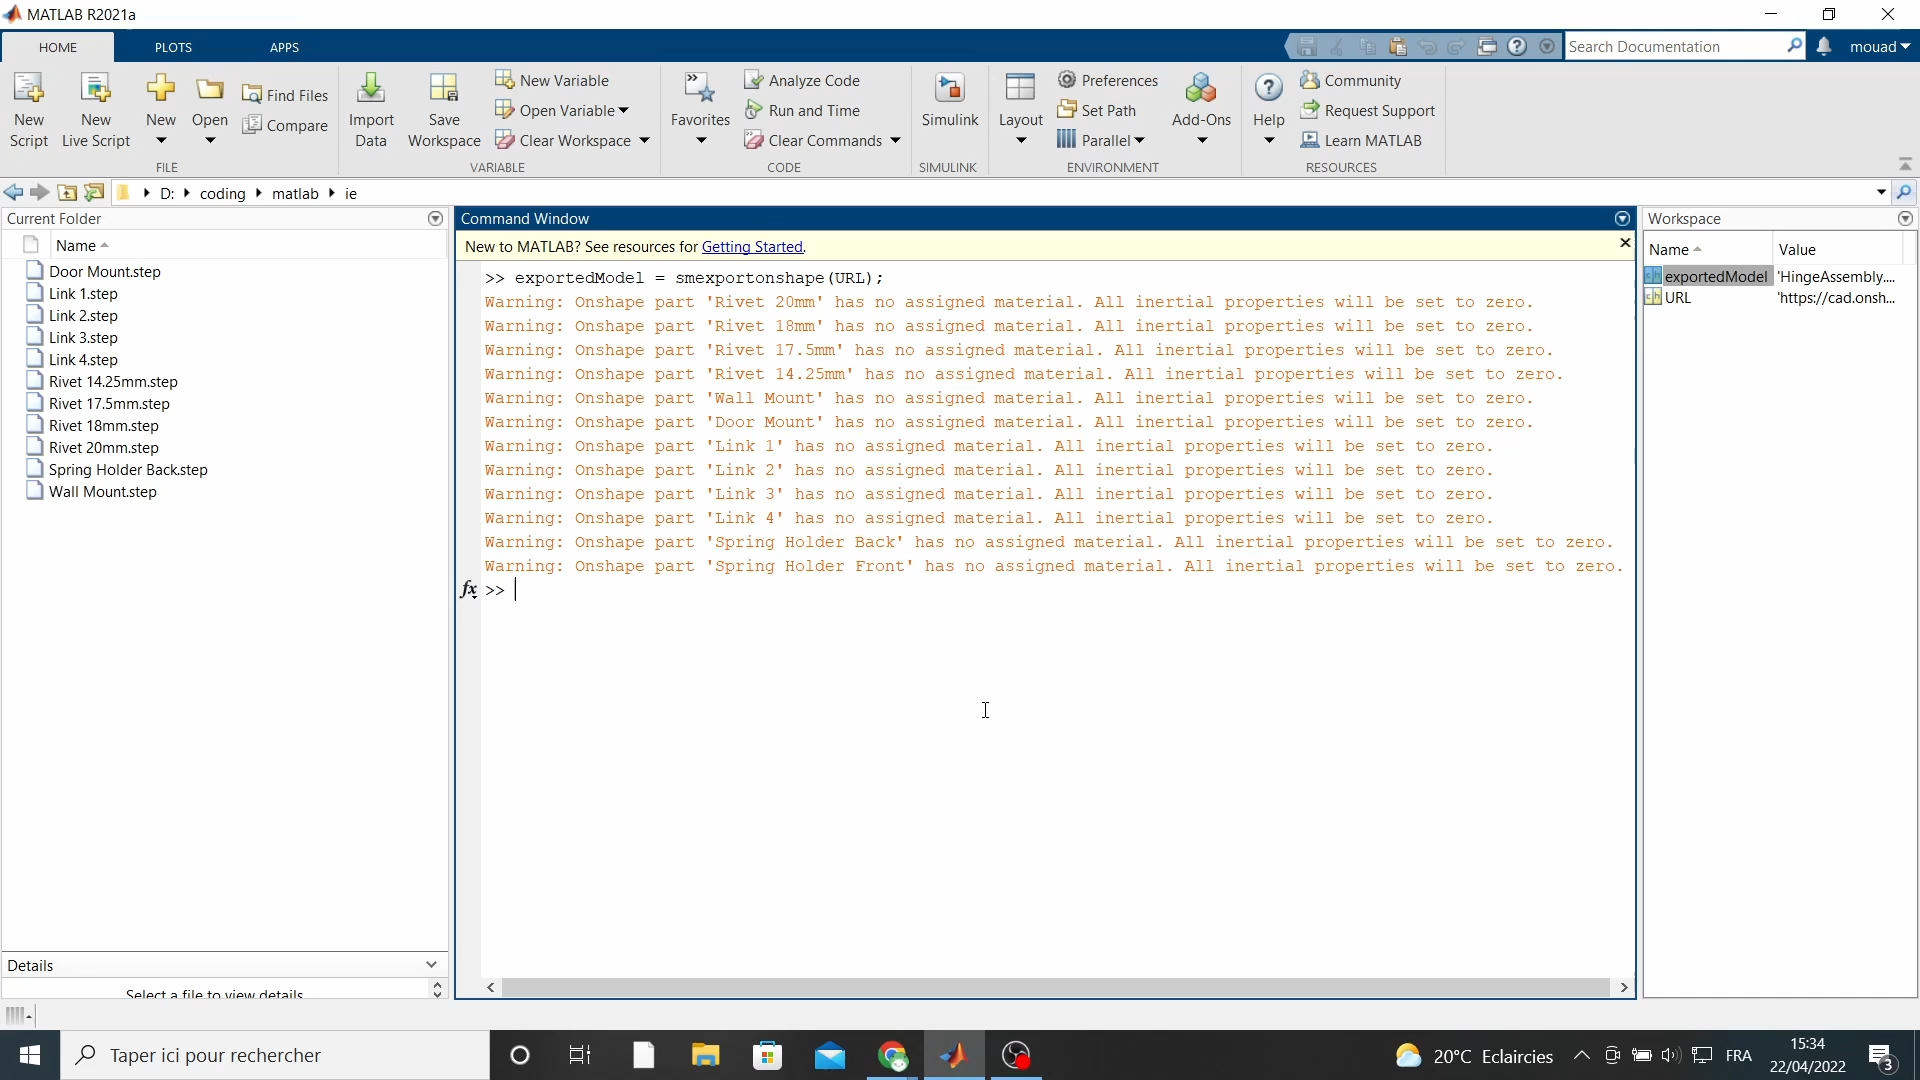 MATLAB R2021a
HOME PLOTS APPS
Search Documentation
mouad
New Script
New Live Script
New
Open
Find Files
Compare
FILE
Import Data
Save Workspace
New Variable
Open Variable
Clear Workspace
VARIABLE
Favorites
Analyze Code
Run and Time
Clear Commands
CODE
Simulink
SIMULINK
Layout
Preferences
Set Path
Parallel
Add-Ons
ENVIRONMENT
Help
Community
Request Support
Learn MATLAB
RESOURCES
D: coding matlab ie
Current Folder
Name
Door Mount.step
Link 1.step
Link 2.step
Link 3.step
Link 4.step
Rivet 14.25mm.step
Rivet 17.5mm.step
Rivet 18mm.step
Rivet 20mm.step
Spring Holder Back.step
Wall Mount.step
Details
Select a file to view details
Command Window
New to MATLAB? See resources for Getting Started.
>> exportedModel = smexportonshape(URL);
Warning: Onshape part 'Rivet 20mm' has no assigned material. All inertial properties will be set to zero.
Warning: Onshape part 'Rivet 18mm' has no assigned material. All inertial properties will be set to zero.
Warning: Onshape part 'Rivet 17.5mm' has no assigned material. All inertial properties will be set to zero.
Warning: Onshape part 'Rivet 14.25mm' has no assigned material. All inertial properties will be set to zero.
Warning: Onshape part 'Wall Mount' has no assigned material. All inertial properties will be set to zero.
Warning: Onshape part 'Door Mount' has no assigned material. All inertial properties will be set to zero.
Warning: Onshape part 'Link 1' has no assigned material. All inertial properties will be set to zero.
Warning: Onshape part 'Link 2' has no assigned material. All inertial properties will be set to zero.
Warning: Onshape part 'Link 3' has no assigned material. All inertial properties will be set to zero.
Warning: Onshape part 'Link 4' has no assigned material. All inertial properties will be set to zero.
Warning: Onshape part 'Spring Holder Back' has no assigned material. All inertial properties will be set to zero.
Warning: Onshape part 'Spring Holder Front' has no assigned material. All inertial properties will be set to zero.
fx >>
Workspace
Name Value
exportedModel 'HingeAssembly....
URL 'https://cad.onsh...
Taper ici pour rechercher
20°C Eclaircies
FRA
15:34
22/04/2022
3